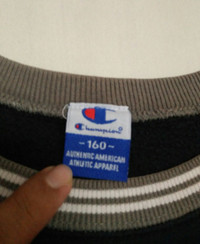 Champion®
~160~
AUTHENTIC AMERICAN
ATHLETIC APPAREL